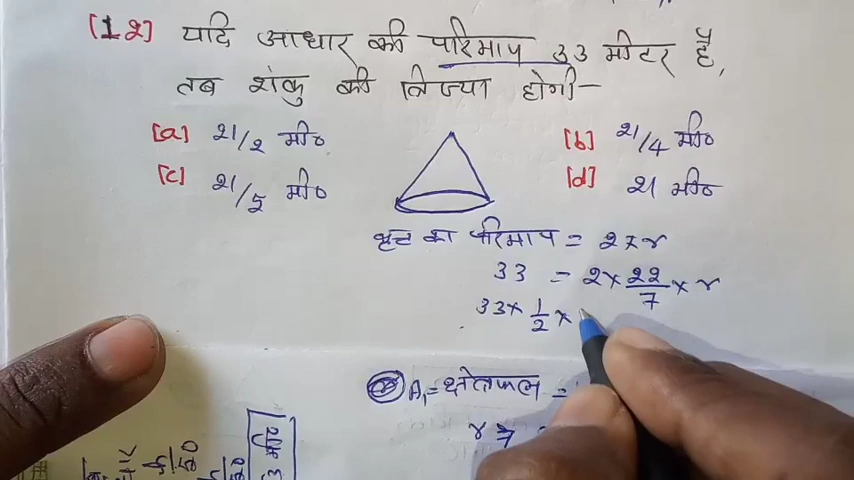 [12] यदि आधार की परिमाप 33 मीटर है,
तब शंकु की त्रिज्या होगी-
[a] 21/2 मी०
[b] 21/4 मी०
[c] 21/5 मी०
[d] 21 मी०
वृत्त का परिमाप = 2πr
33 = 2 × 22/7 × r
33 × 1/2 ×
A₁ = क्षेत्रफल =
r =